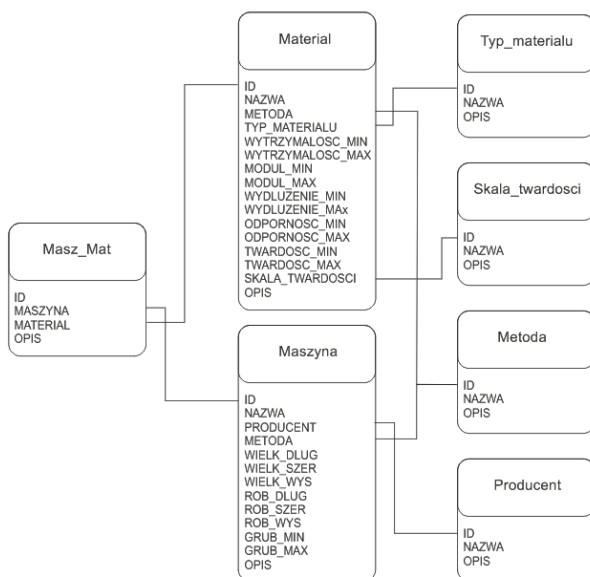 Masz_Mat
ID
MASZYNA
MATERIAL
OPIS
Material
ID
NAZWA
METODA
TYP_MATERIALU
WYTRZYMALOSC_MIN
WYTRZYMALOSC_MAX
MODUL_MIN
MODUL_MAX
WYDLUZENIE_MIN
WYDLUZENIE_MAx
ODPORNOSC_MIN
ODPORNOSC_MAX
TWARDOSC_MIN
TWARDOSC_MAX
SKALA_TWARDOSCI
OPIS
Maszyna
ID
NAZWA
PRODUCENT
METODA
WIELK_DLUG
WIELK_SZER
WIELK_WYS
ROB_DLUG
ROB_SZER
ROB_WYS
GRUB_MIN
GRUB_MAX
OPIS
Typ_materialu
ID
NAZWA
OPIS
Skala_twardosci
ID
NAZWA
OPIS
Metoda
ID
NAZWA
OPIS
Producent
ID
NAZWA
OPIS